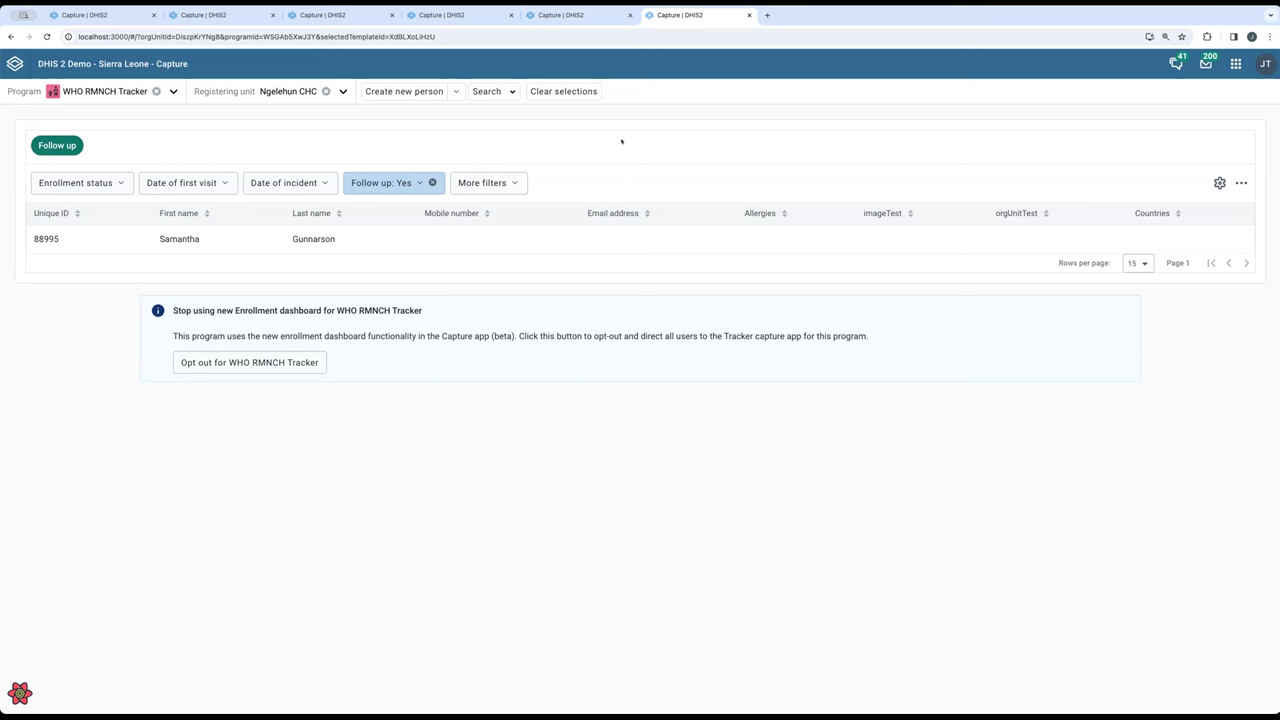 Capture | DHIS2 Capture | DHIS2 Capture | DHIS2 Capture | DHIS2 Capture | DHIS2 Capture | DHIS2
localhost:3000/#/?orgUnitId=DiszpKrYNg8&programId=WSGAb5XwJ3Y&selectedTemplateId=XdBLXoLiHzU
DHIS 2 Demo - Sierra Leone - Capture 41 200 JT
Program WHO RMNCH Tracker Registering unit Ngelehun CHC Create new person Search Clear selections
Follow up
Enrollment status Date of first visit Date of incident Follow up: Yes More filters
Unique ID First name Last name Mobile number Email address Allergies imageTest orgUnitTest Countries
88995 Samantha Gunnarson
Rows per page: 15 Page 1
Stop using new Enrollment dashboard for WHO RMNCH Tracker
This program uses the new enrollment dashboard functionality in the Capture app (beta). Click this button to opt-out and direct all users to the Tracker capture app for this program.
Opt out for WHO RMNCH Tracker